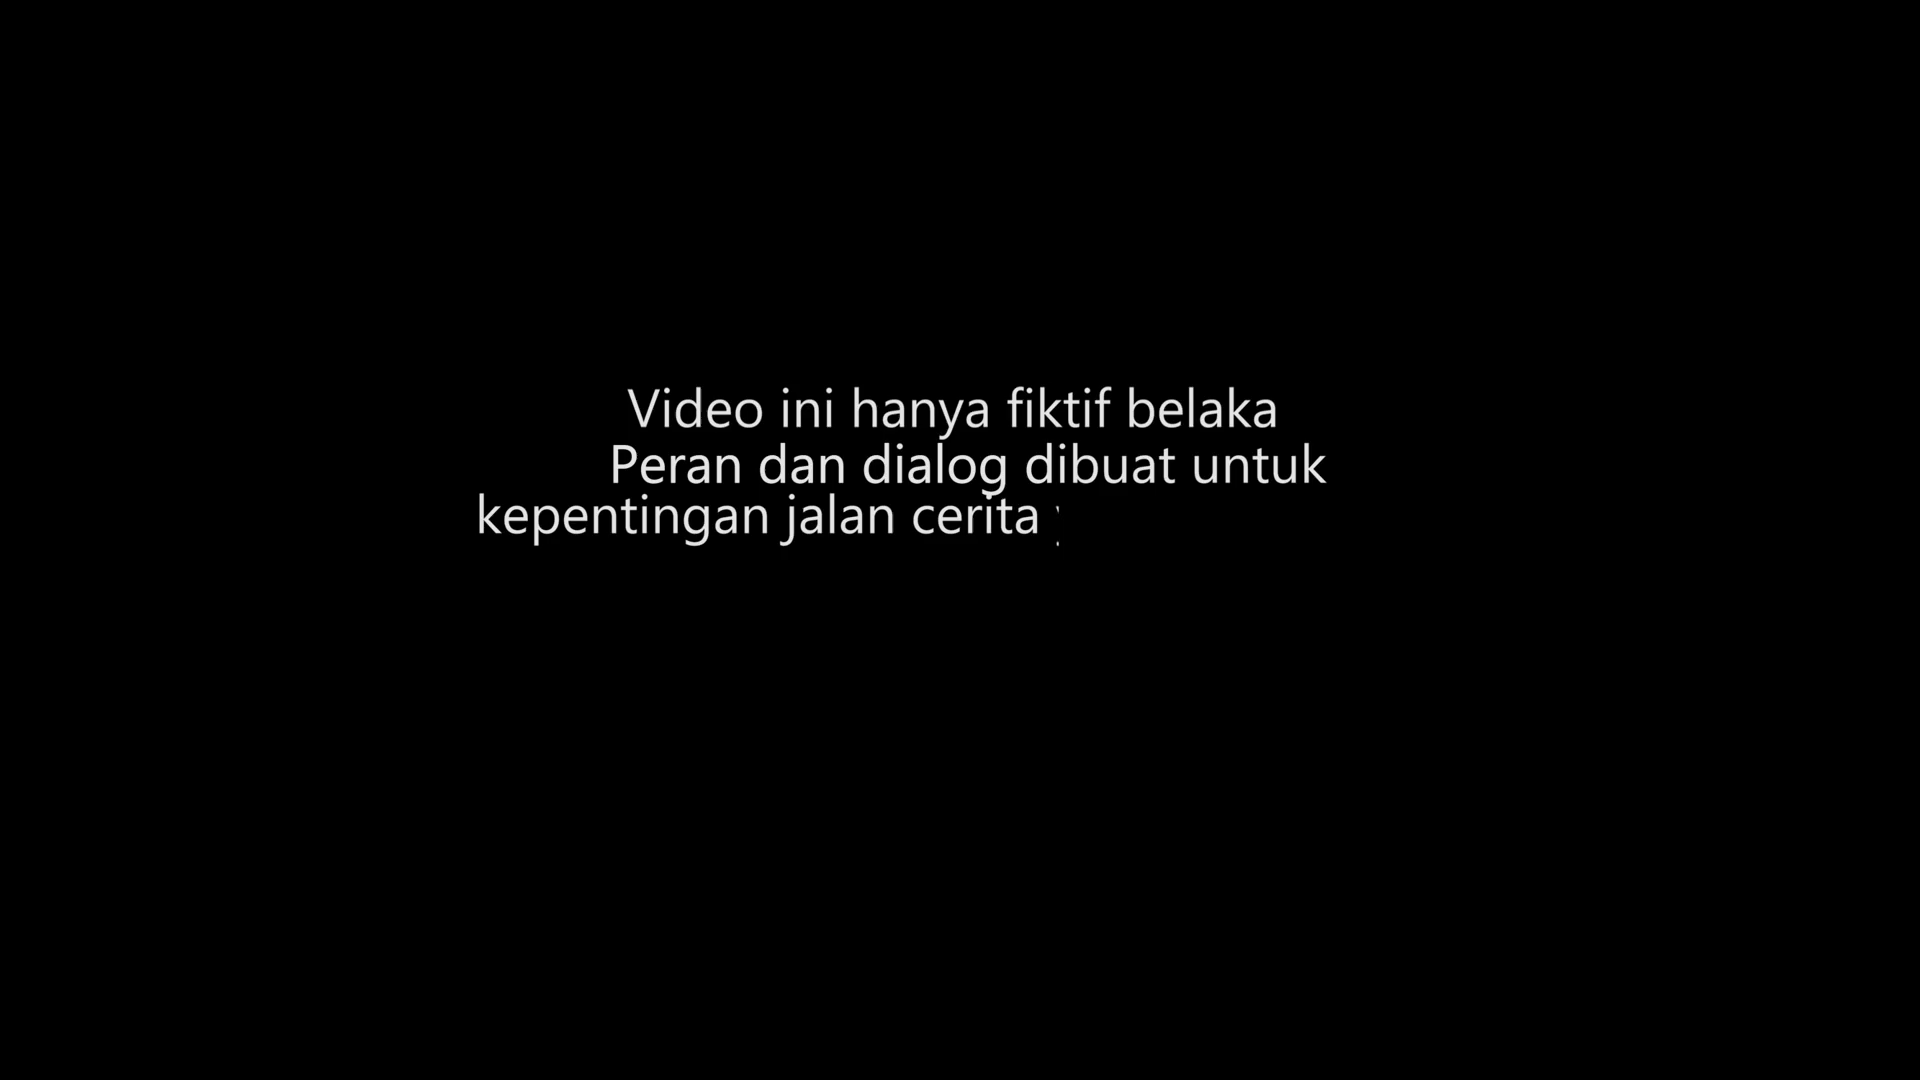 Video ini hanya fiktif belaka
Peran dan dialog dibuat untuk
kepentingan jalan cerita